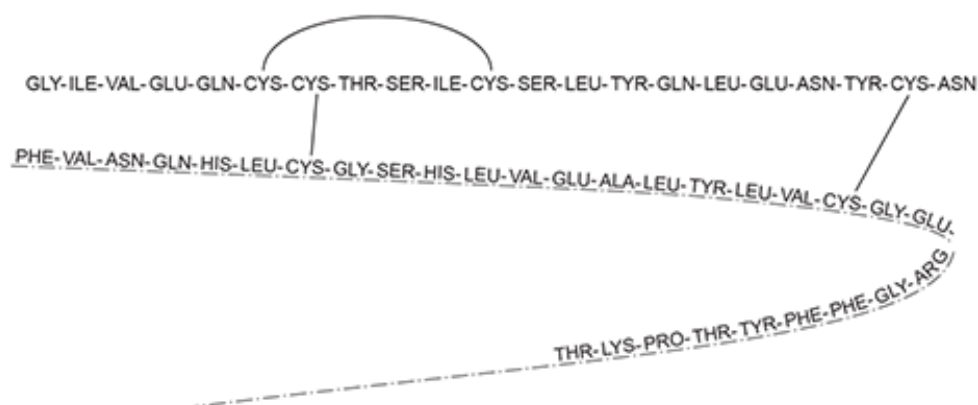 GLY-ILE-VAL-GLU-GLN-CYS-CYS-THR-SER-ILE-CYS-SER-LEU-TYR-GLN-LEU-GLU-ASN-TYR-CYS-ASN
PHE-VAL-ASN-GLN-HIS-LEU-CYS-GLY-SER-HIS-LEU-VAL-GLU-ALA-LEU-TYR-LEU-VAL-CYS-GLY-GLU-
THR-LYS-PRO-THR-TYR-PHE-PHE-GLY-ARG